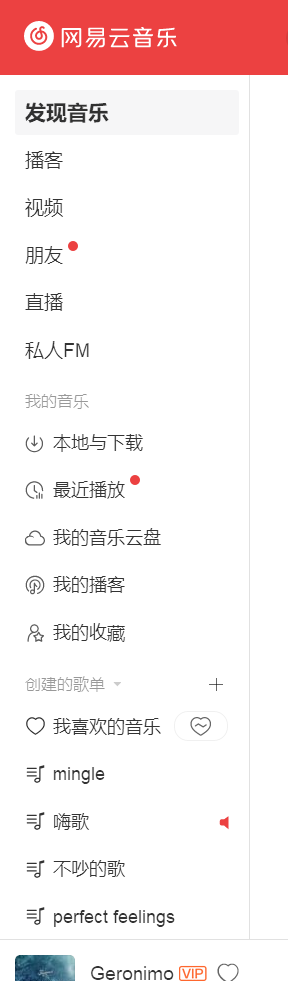 网易云音乐
发现音乐
播客
视频
朋友
直播
私人FM
我的音乐
本地与下载
最近播放
我的音乐云盘
我的播客
我的收藏
创建的歌单
我喜欢的音乐
mingle
嗨歌
不吵的歌
perfect feelings
Geronimo VIP